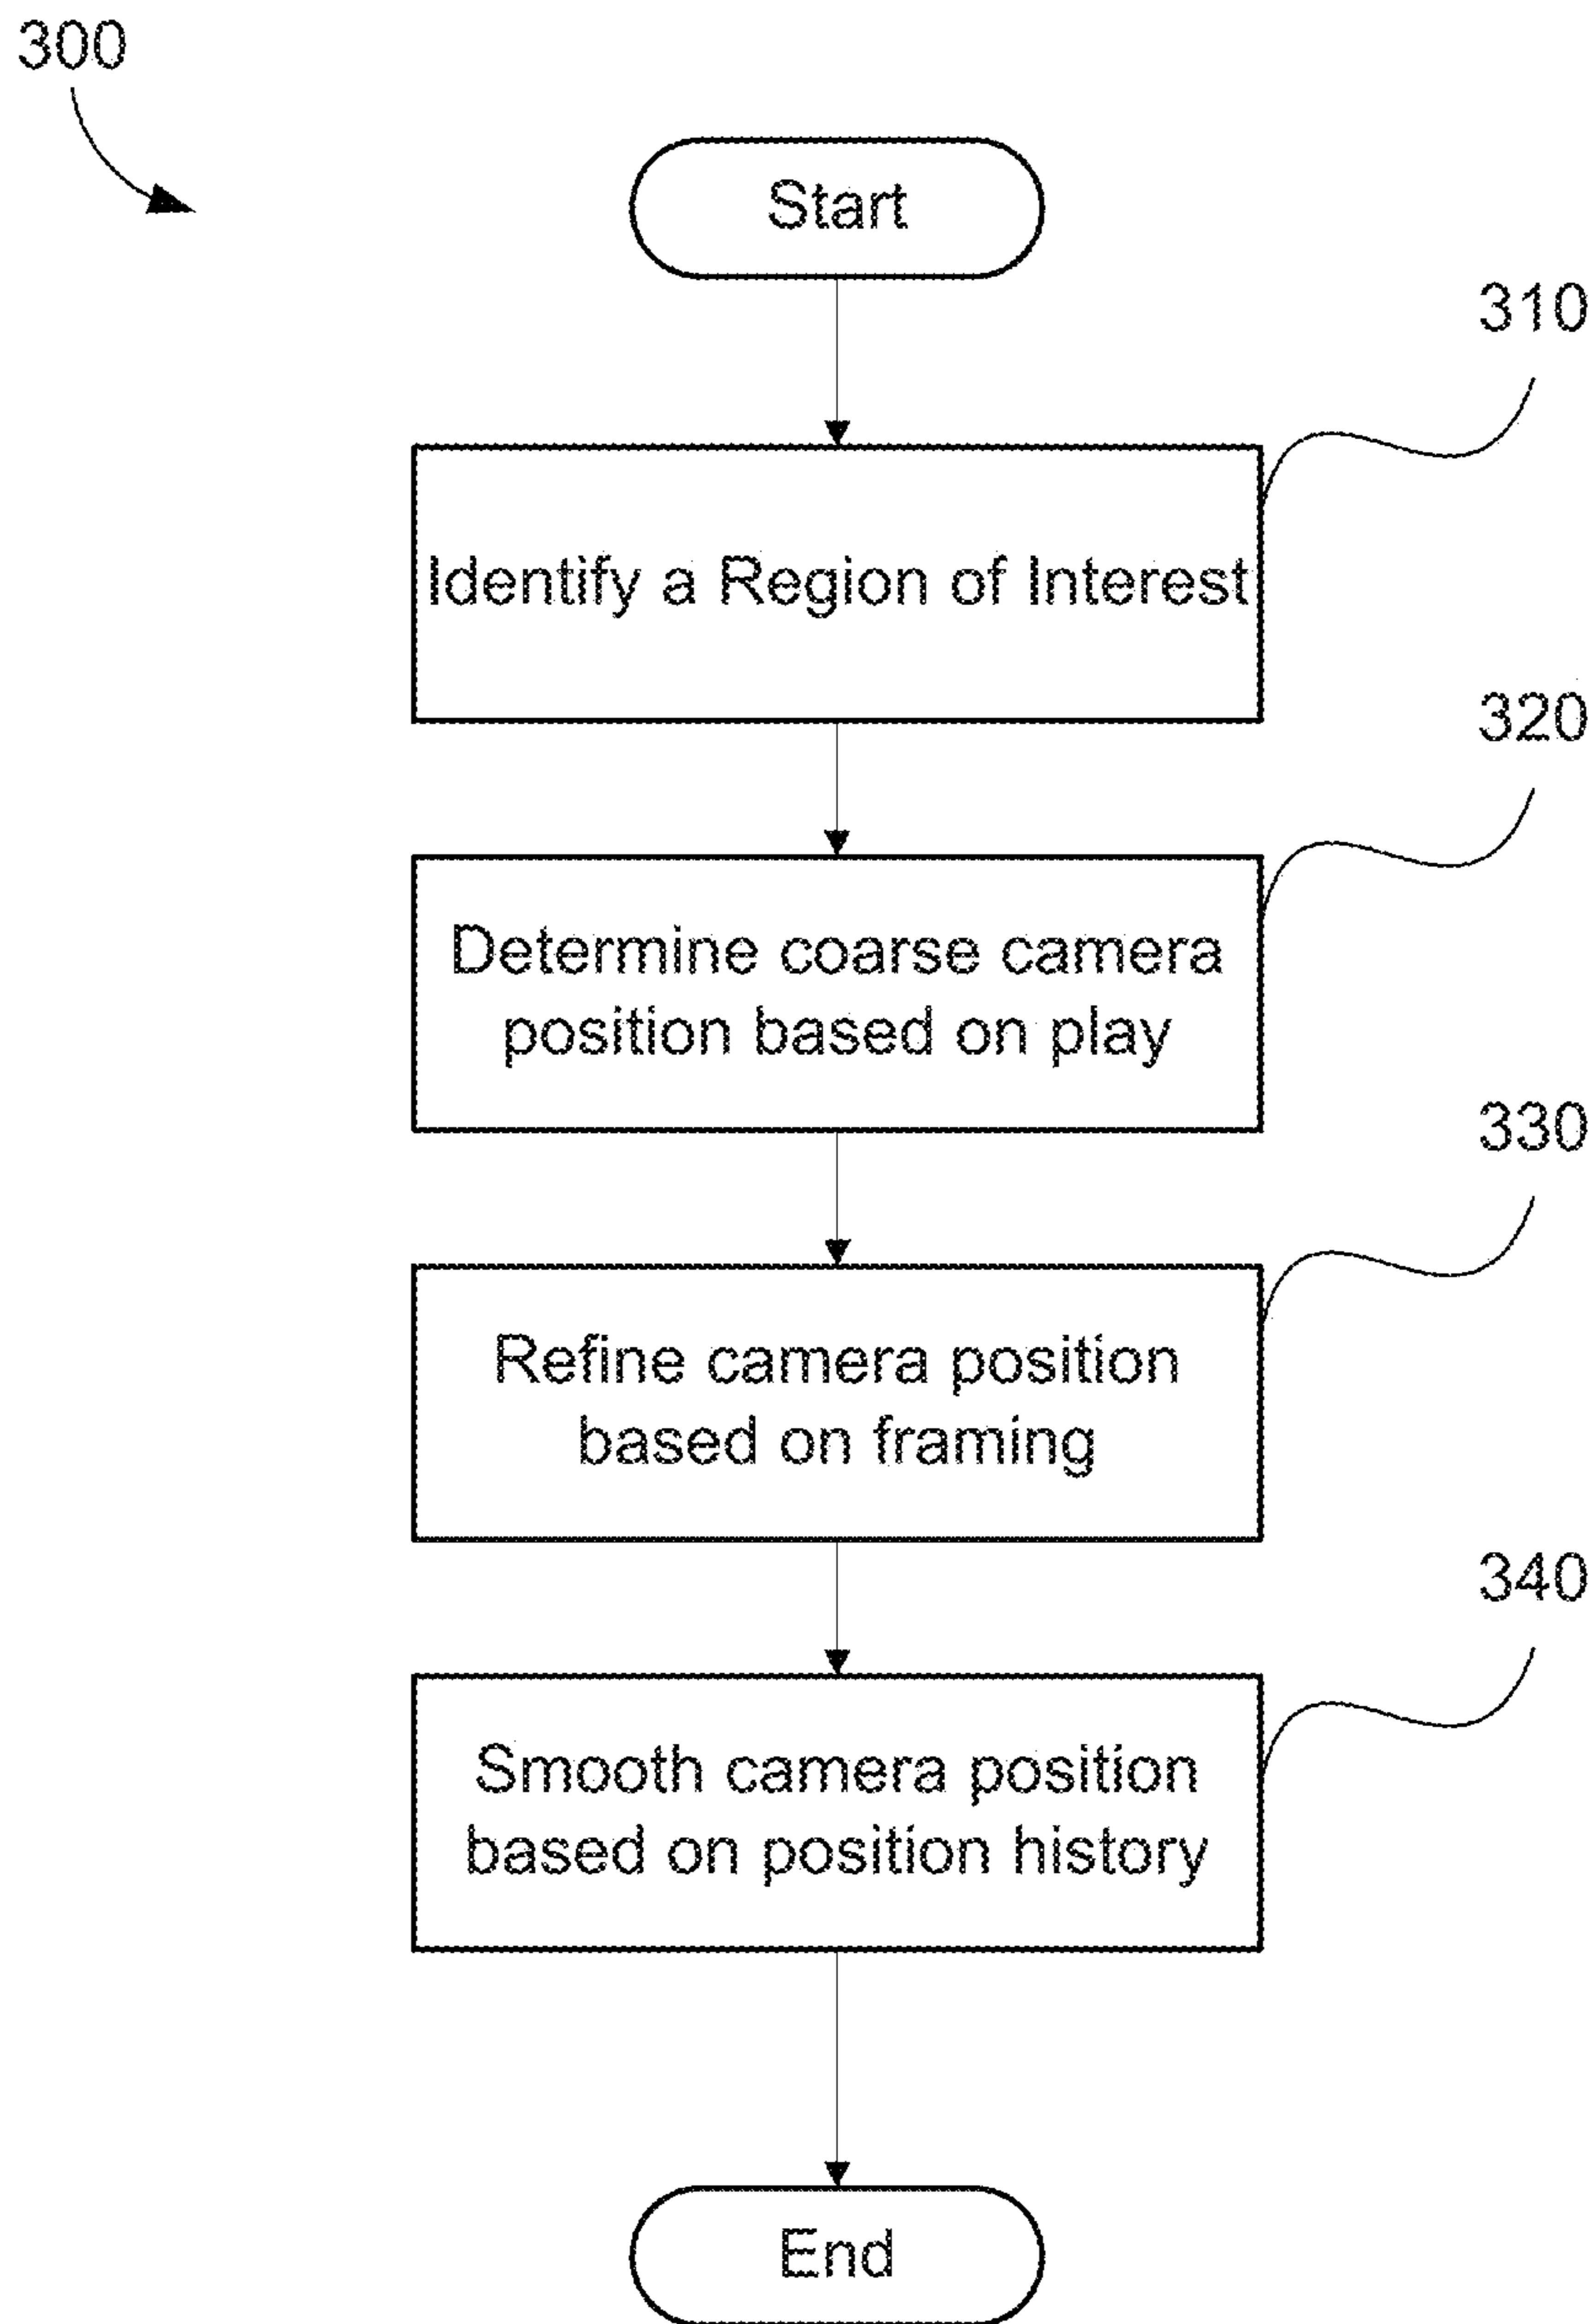 300
Start
310
Identify a Region of Interest
320
Determine coarse camera
position based on play
330
Refine camera position
based on framing
340
Smooth camera position
based on position history
End